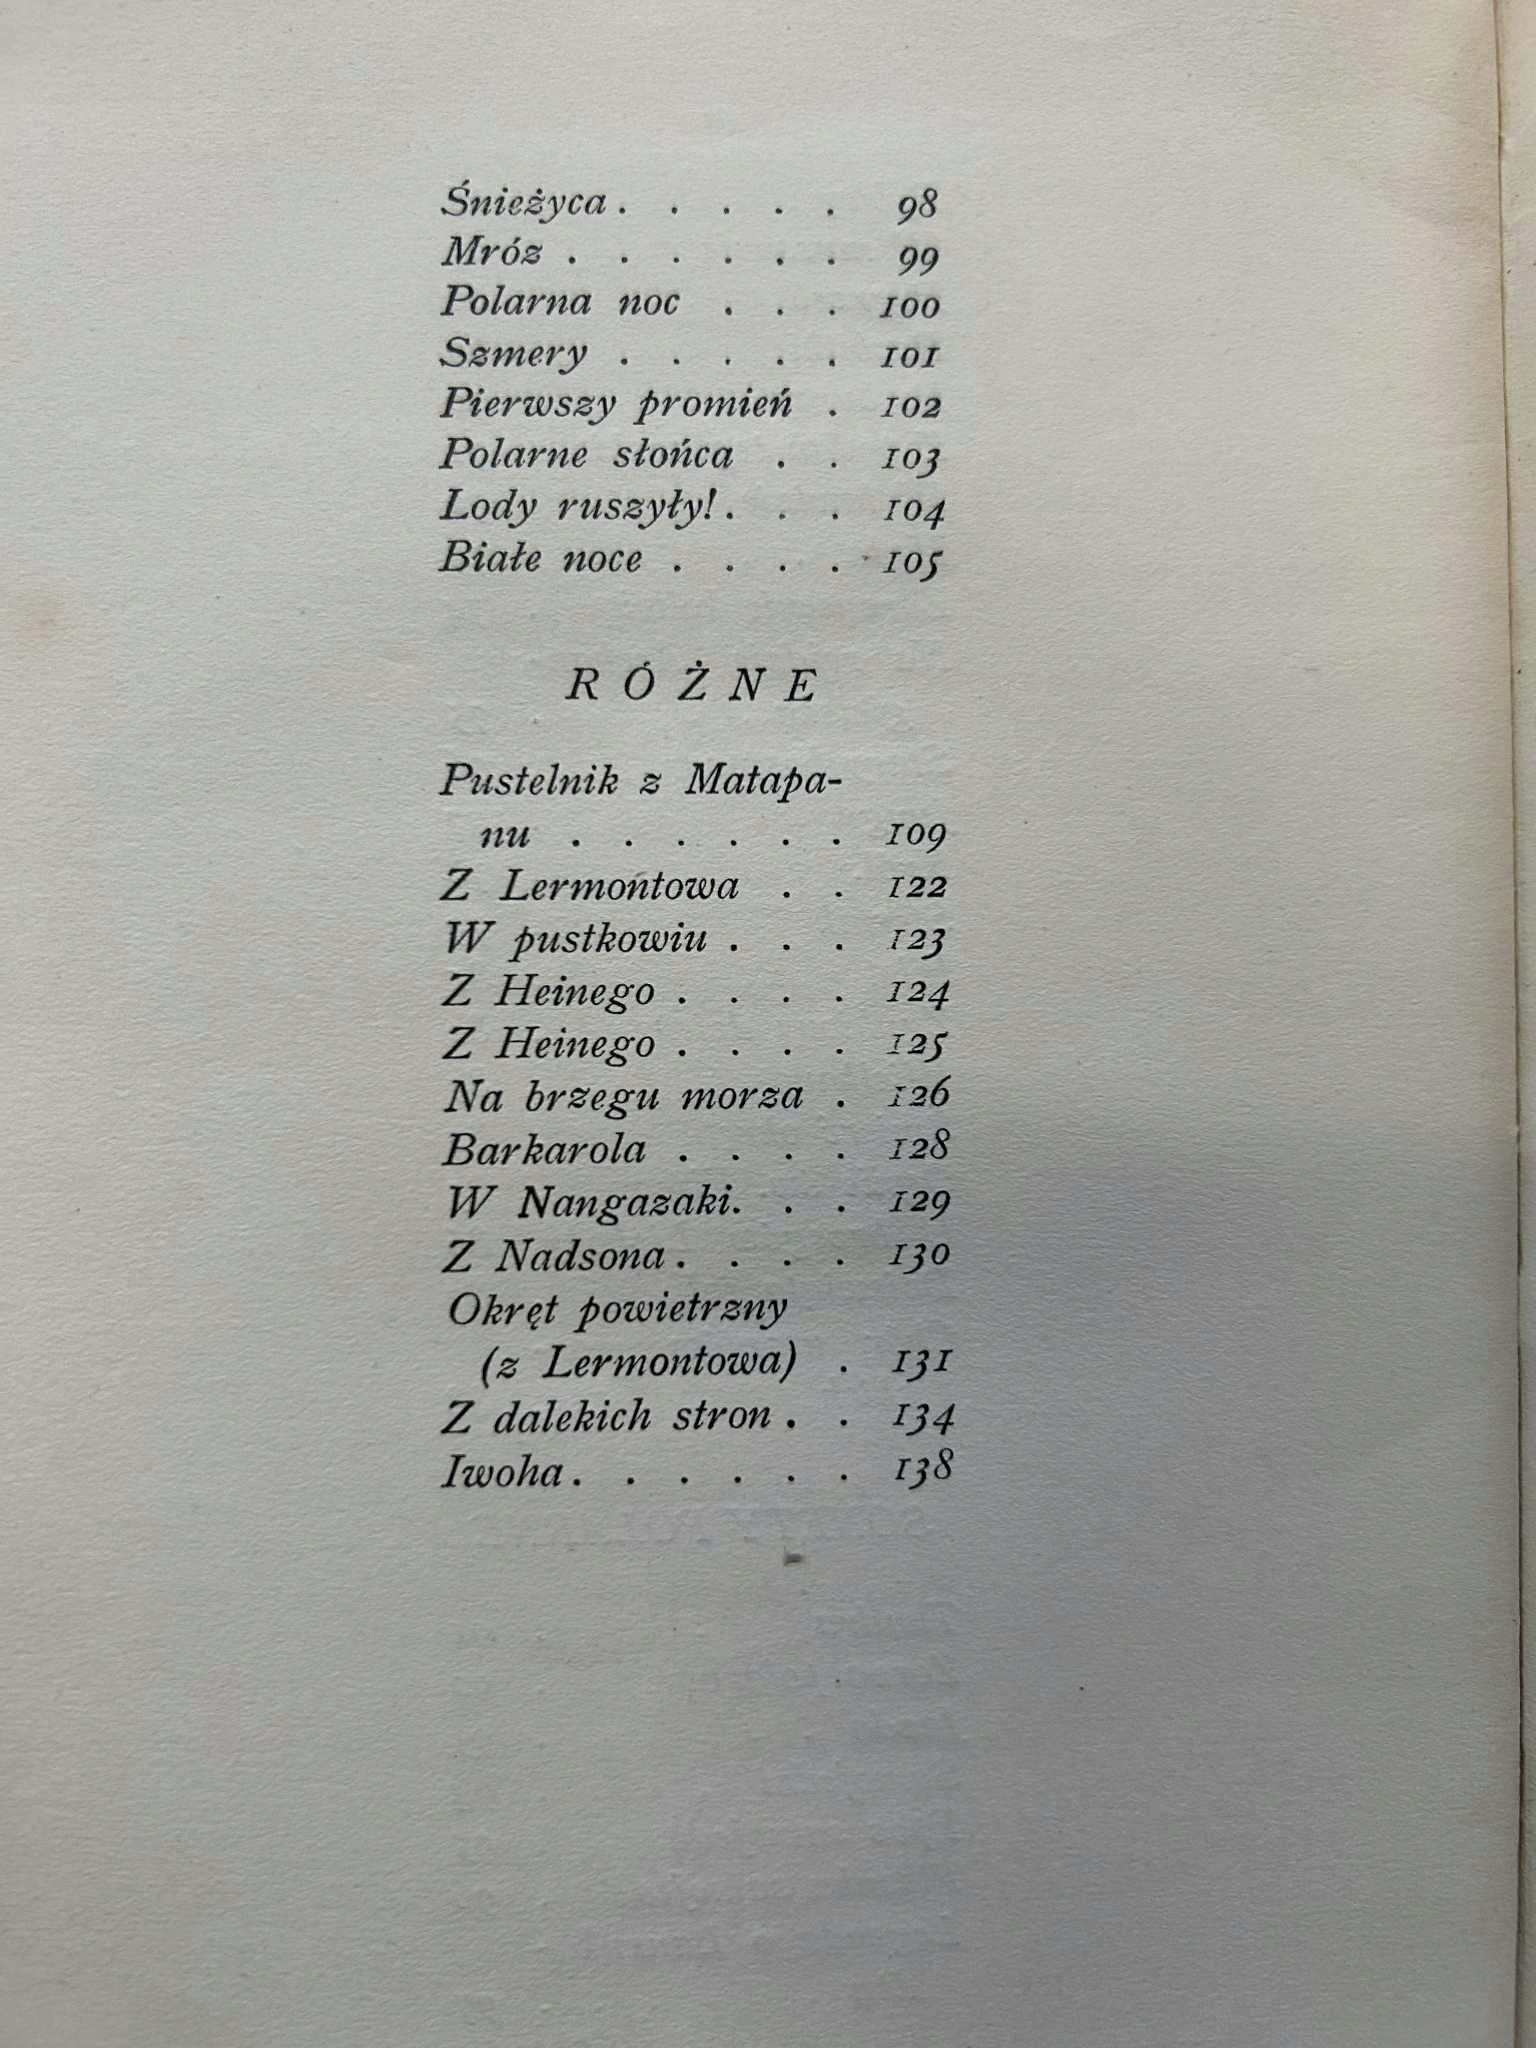 Śnieżyca . . . . . 98
Mróz . . . . . . 99
Polarna noc . . . 100
Szmery . . . . . 101
Pierwszy promień . 102
Polarne słońca . . 103
Lody ruszyły! . . . 104
Białe noce . . . . 105
RÓŻNE
Pustelnik z Matapa-
nu . . . . . . 109
Z Lermontowa . . 122
W pustkowiu . . . 123
Z Heinego . . . . 124
Z Heinego . . . . 125
Na brzegu morza . 126
Barkarola . . . . 128
W Nangazaki . . . 129
Z Nadsona . . . . 130
Okręt powietrzny
(z Lermontowa) . 131
Z dalekich stron . . 134
Iwoha . . . . . . 138